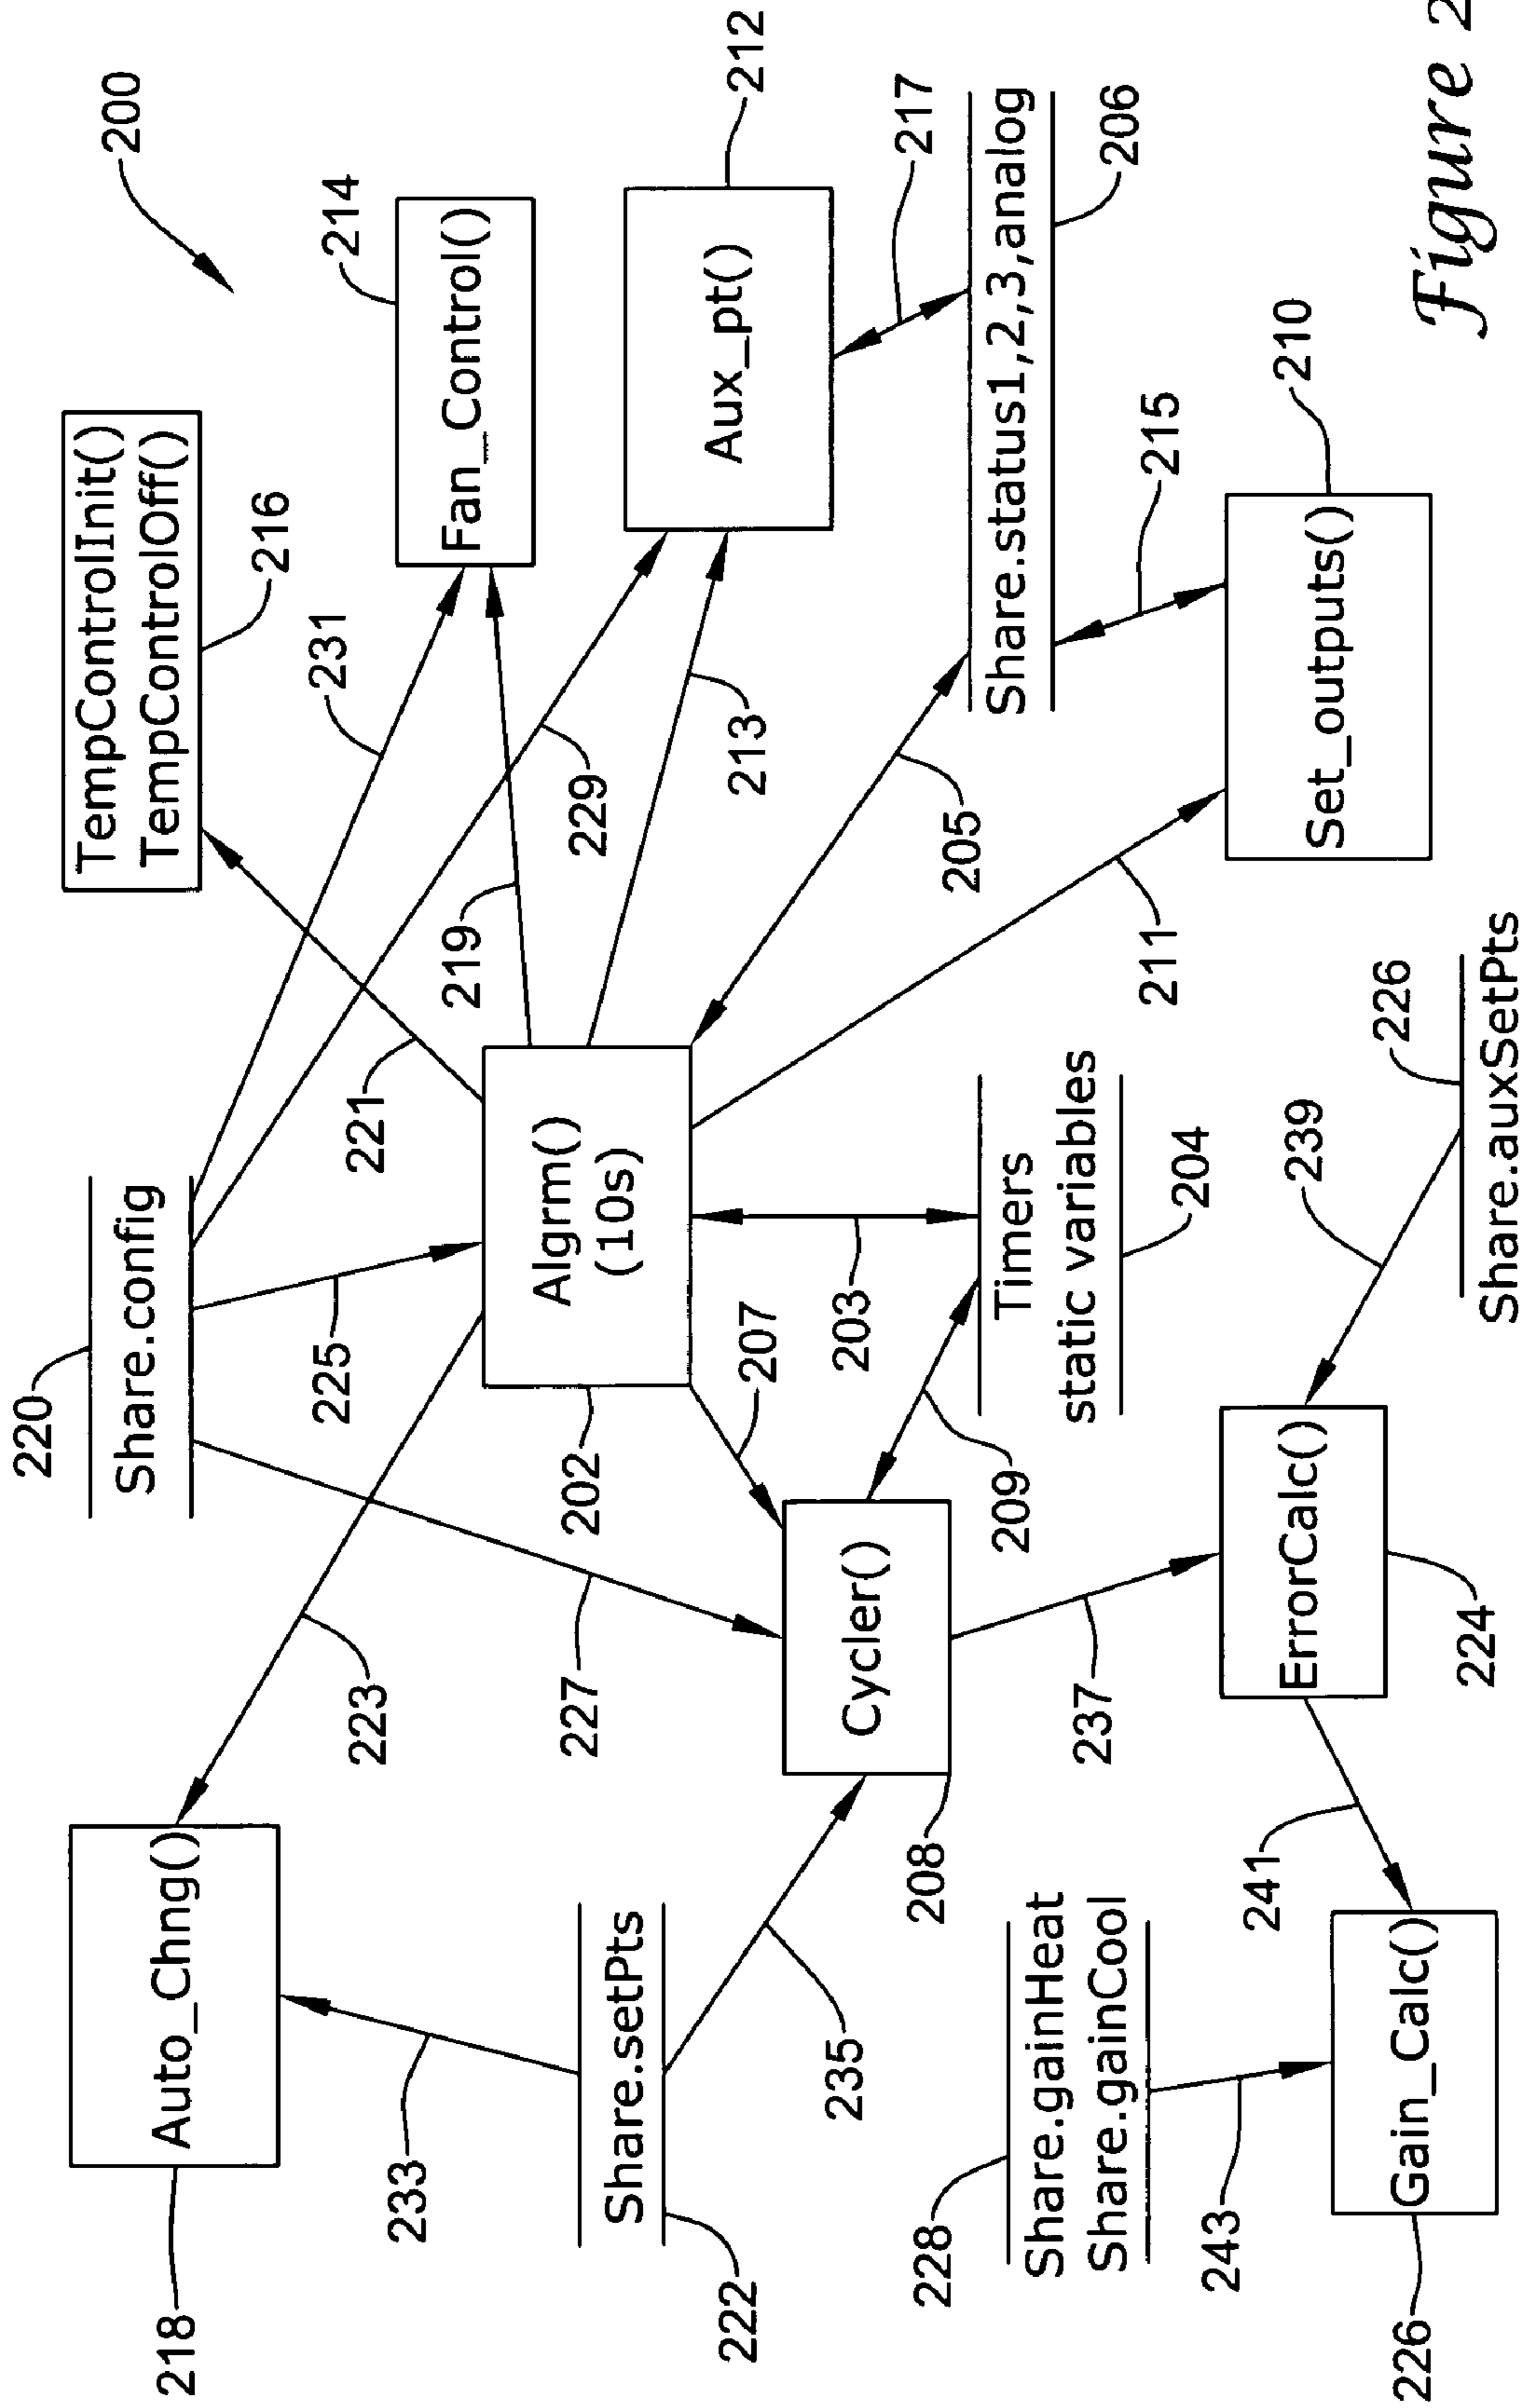 220
Share.config
225
227
223
218
Auto_Chng()
233
Share.setPts
222
235
221
TempControlInit()
TempControlOff()
216
231
200
214
Fan_Control()
219
229
213
Aux_pt()
212
217
Algrm()
(10s)
202
207
203
Timers
static variables
204
209
Cycler()
208
205
Share.status1,2,3,analog
206
215
211
Set_outputs()
210
237
ErrorCalc()
224
239
226
Share.auxSetPts
241
228
Share.gainHeat
Share.gainCool
243
Gain_Calc()
226
Figure 2